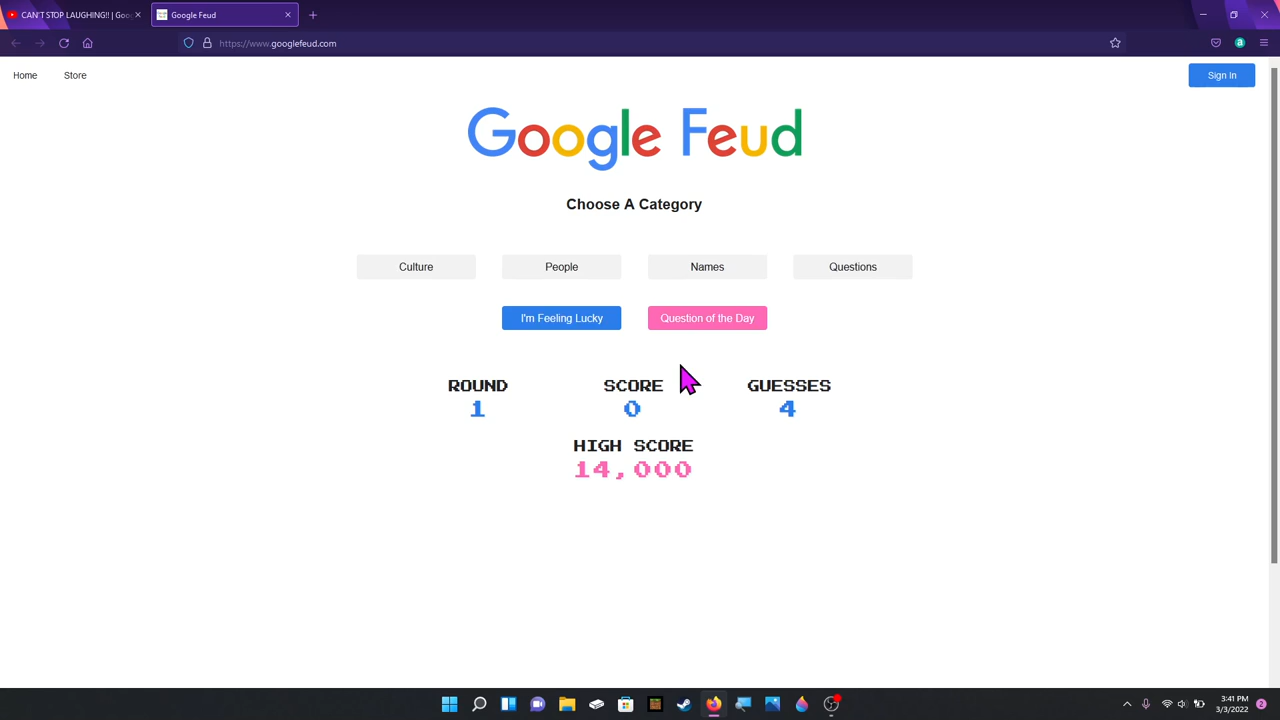 CAN'T STOP LAUGHING!! | Goo
Google Feud
https://www.googlefeud.com
Home
Store
Sign In
Google Feud
Choose A Category
Culture
People
Names
Questions
I'm Feeling Lucky
Question of the Day
ROUND
SCORE
GUESSES
1
0
4
HIGH SCORE
14,000
3:41 PM
3/3/2022
2